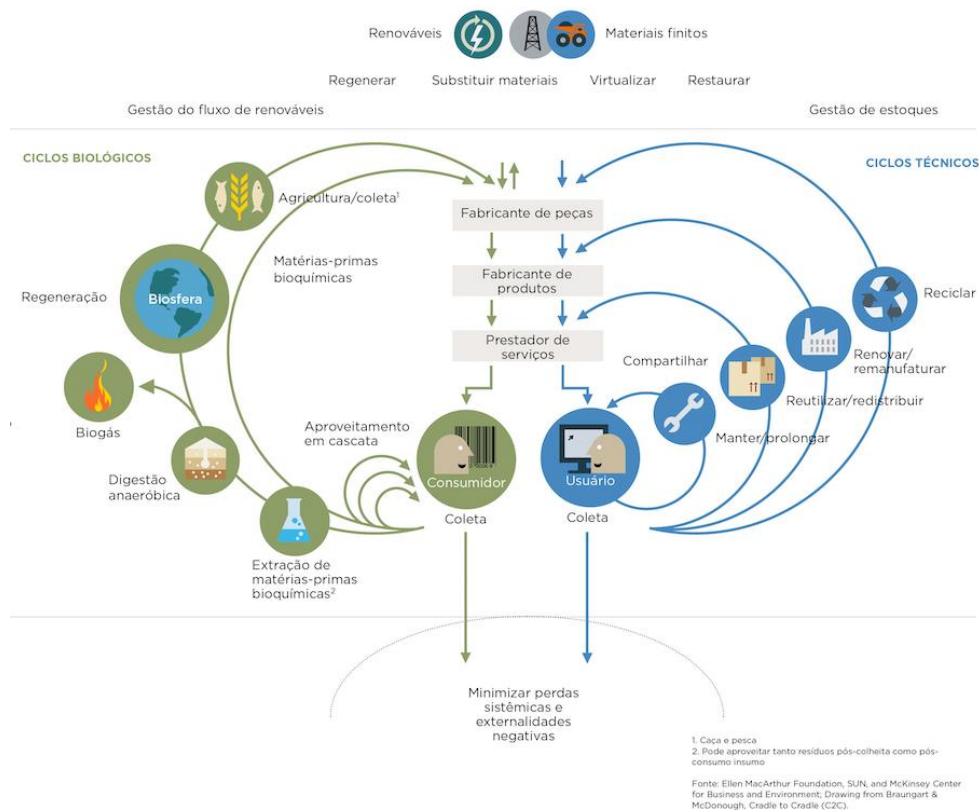 Renováveis
Materiais finitos
Regenerar
Substituir materiais
Virtualizar
Restaurar
Gestão do fluxo de renováveis
Gestão de estoques
CICLOS BIOLÓGICOS
CICLOS TÉCNICOS
Agricultura/coleta¹
Fabricante de peças
Matérias-primas
bioquímicas
Regeneração
Biosfera
Fabricante de
produtos
Reciclar
Prestador de
serviços
Compartilhar
Renovar/
remanufaturar
Reutilizar/redistribuir
Biogás
Aproveitamento
em cascata
Manter/prolongar
Digestão
anaeróbica
Consumidor
Usuário
Coleta
Coleta
Extração de
matérias-primas
bioquímicas²
Minimizar perdas
sistêmicas e
externalidades
negativas
1. Caça e pesca
2. Pode aproveitar tanto resíduos pós-colheita como pós-
consumo insumo
Fonte: Ellen MacArthur Foundation, SUN, and McKinsey Center
for Business and Environment; Drawing from Braungart &
McDonough, Cradle to Cradle (C2C).